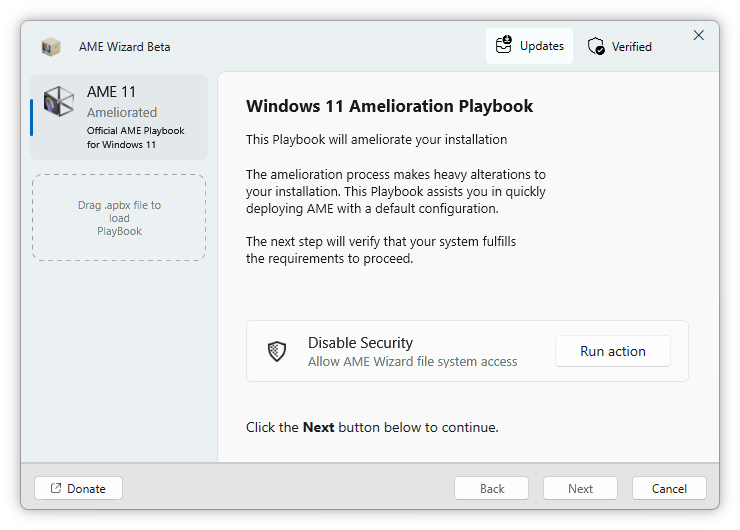 AME Wizard Beta
Updates
Verified
AME 11
Ameliorated
Official AME Playbook
for Windows 11
Drag .apbx file to
load
PlayBook
Windows 11 Amelioration Playbook
This Playbook will ameliorate your installation
The amelioration process makes heavy alterations to
your installation. This Playbook assists you in quickly
deploying AME with a default configuration.
The next step will verify that your system fulfills
the requirements to proceed.
Disable Security
Allow AME Wizard file system access
Run action
Click the Next button below to continue.
Donate
Back
Next
Cancel